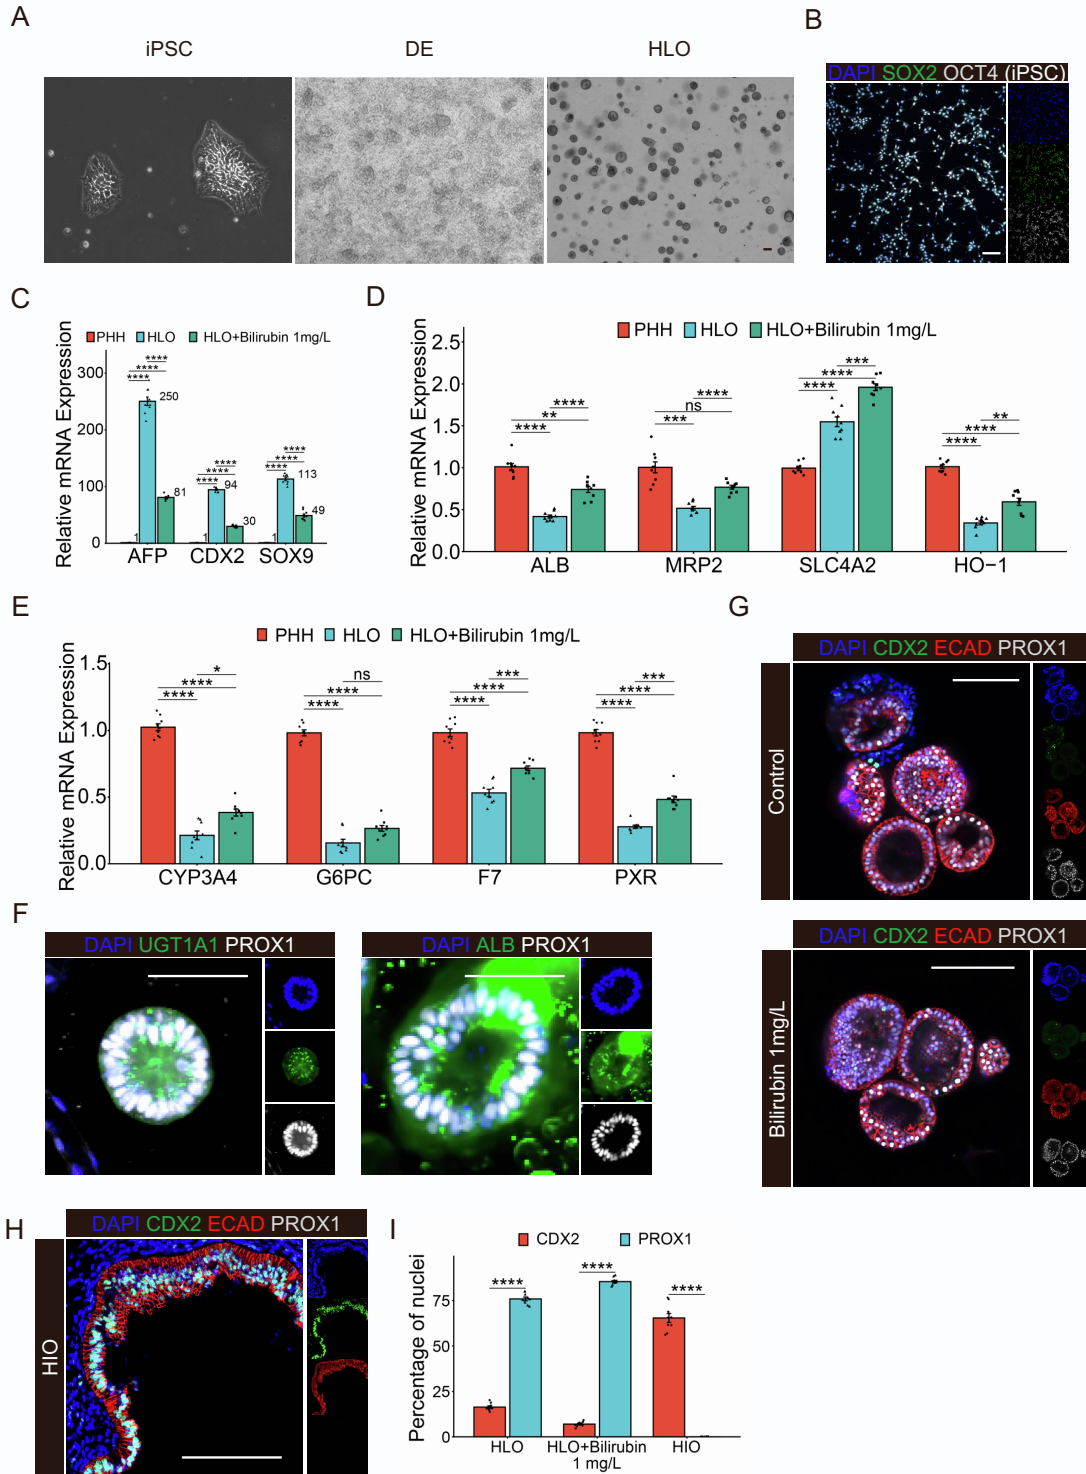 A
iPSC
DE
HLO
B
DAPI SOX2 OCT4 (iPSC)
C
PHH HLO HLO+Bilirubin 1mg/L
Relative mRNA Expression
300
200
100
0
****
****
****
250
81
1
****
****
****
94
30
1
****
****
****
113
49
1
AFP CDX2 SOX9
D
PHH HLO HLO+Bilirubin 1mg/L
Relative mRNA Expression
2.5
2.0
1.5
1.0
0.5
0.0
****
**
****
****
ns
***
***
****
****
**
****
****
ALB MRP2 SLC4A2 HO−1
E
PHH HLO HLO+Bilirubin 1mg/L
Relative mRNA Expression
1.5
1.0
0.5
0.0
*
****
****
ns
****
****
***
****
****
***
****
****
CYP3A4 G6PC F7 PXR
F
DAPI UGT1A1 PROX1
DAPI ALB PROX1
G
DAPI CDX2 ECAD PROX1
Control
DAPI CDX2 ECAD PROX1
Bilirubin 1mg/L
H
DAPI CDX2 ECAD PROX1
HIO
I
CDX2 PROX1
Percentage of nuclei
75
50
25
0
****
****
****
HLO HLO+Bilirubin HIO
1 mg/L